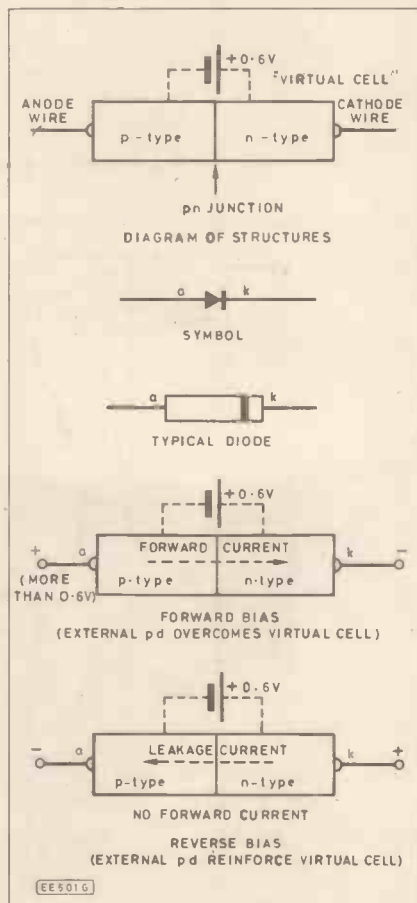 +0·6V
"VIRTUAL CELL"
ANODE WIRE
CATHODE WIRE
p-type
n-type
pn JUNCTION
DIAGRAM OF STRUCTURES
a
k
SYMBOL
a
k
TYPICAL DIODE
+0·6V
+
a
FORWARD CURRENT
k
-
(MORE THAN 0·6V)
p-type
n-type
FORWARD BIAS
(EXTERNAL pd OVERCOMES VIRTUAL CELL)
+0·6V
-
a
LEAKAGE CURRENT
k
+
p-type
n-type
NO FORWARD CURRENT
REVERSE BIAS
(EXTERNAL pd REINFORCE VIRTUAL CELL)
EE501G